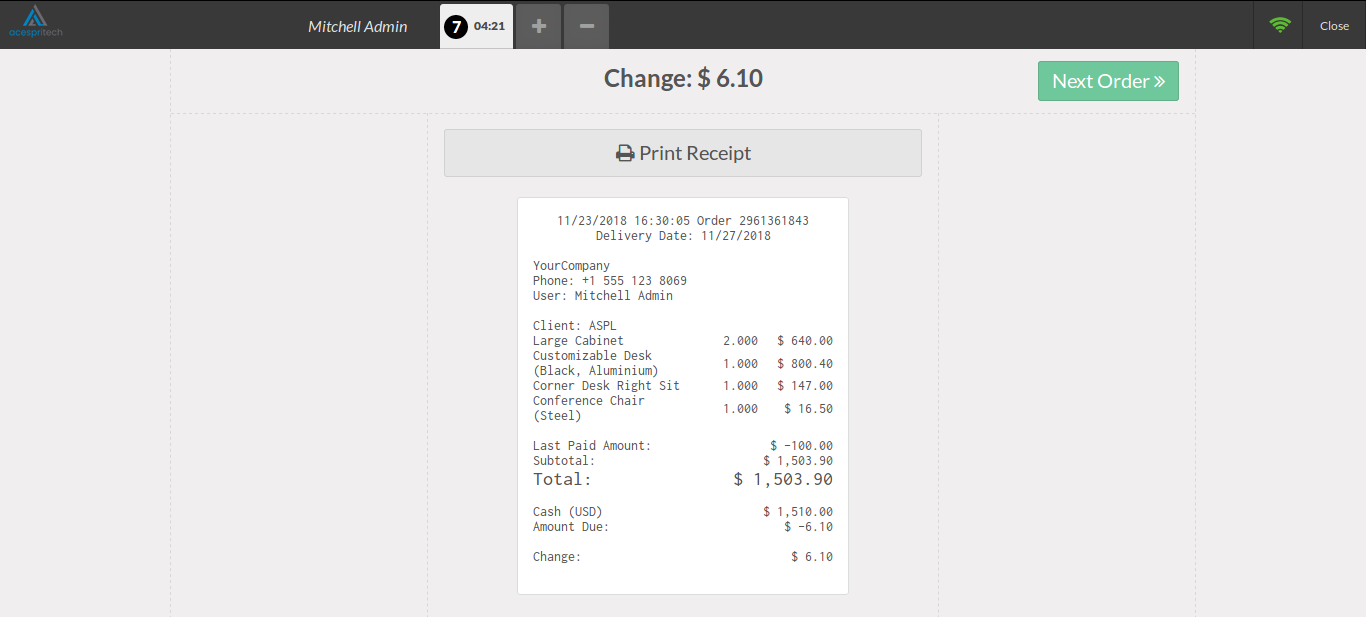 acespritech
Mitchell Admin
7 04:21
+
−
Close
Change: $ 6.10
Next Order »
Print Receipt
11/23/2018 16:30:05 Order 2961361843
Delivery Date: 11/27/2018
YourCompany
Phone: +1 555 123 8069
User: Mitchell Admin
Client: ASPL
Large Cabinet 2.000 $ 640.00
Customizable Desk
(Black, Aluminium) 1.000 $ 800.40
Corner Desk Right Sit 1.000 $ 147.00
Conference Chair
(Steel) 1.000 $ 16.50
Last Paid Amount: $ -100.00
Subtotal: $ 1,503.90
Total: $ 1,503.90
Cash (USD) $ 1,510.00
Amount Due: $ -6.10
Change: $ 6.10